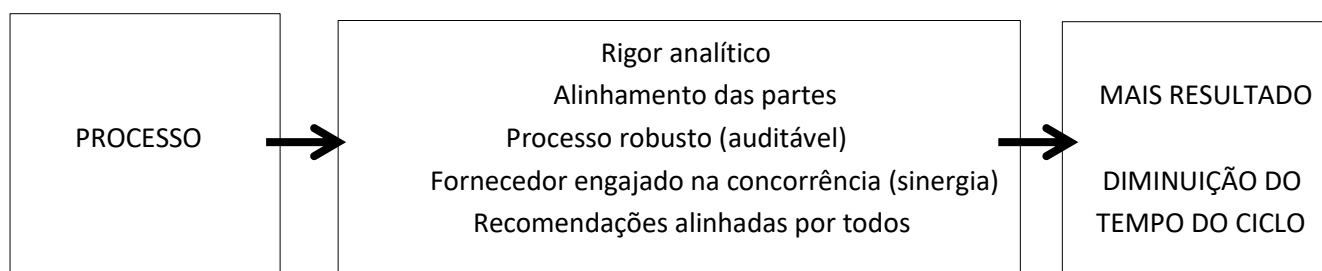 PROCESSO
Rigor analítico
Alinhamento das partes
Processo robusto (auditável)
Fornecedor engajado na concorrência (sinergia)
Recomendações alinhadas por todos
MAIS RESULTADO
DIMINUIÇÃO DO
TEMPO DO CICLO